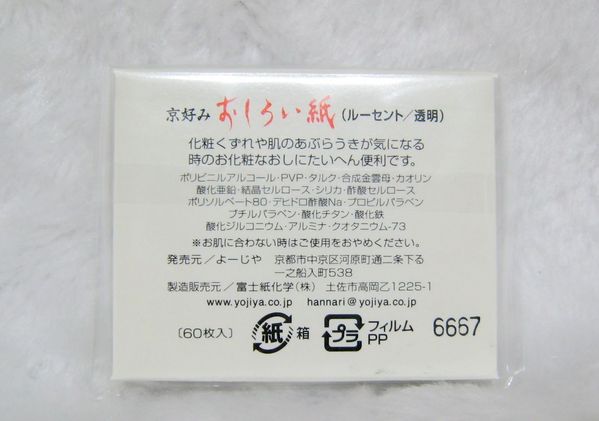 京好み おしろい紙 (ルーセント/透明)
化粧くずれや肌のあぶらうきが気になる
時のお化粧なおしにたいへん便利です。
ポリビニルアルコール・PVP・タルク・合成金雲母・カオリン
酸化亜鉛・結晶セルロース・シリカ・酢酸セルロース
ポリソルベート80・デヒドロ酢酸Na・プロピルパラベン
ブチルパラベン・酸化チタン・酸化鉄
酸化ジルコニウム・アルミナ・クオタニウム-73
※お肌に合わない時はご使用をおやめください。
発売元/よーじや 京都市中京区河原町通二条下る
一之船入町538
製造販売元/富士紙化学(株) 土佐市高岡乙1225-1
www.yojiya.co.jp hannari@yojiya.co.jp
〔60枚入〕 紙 箱 プラ フィルム PP 6667